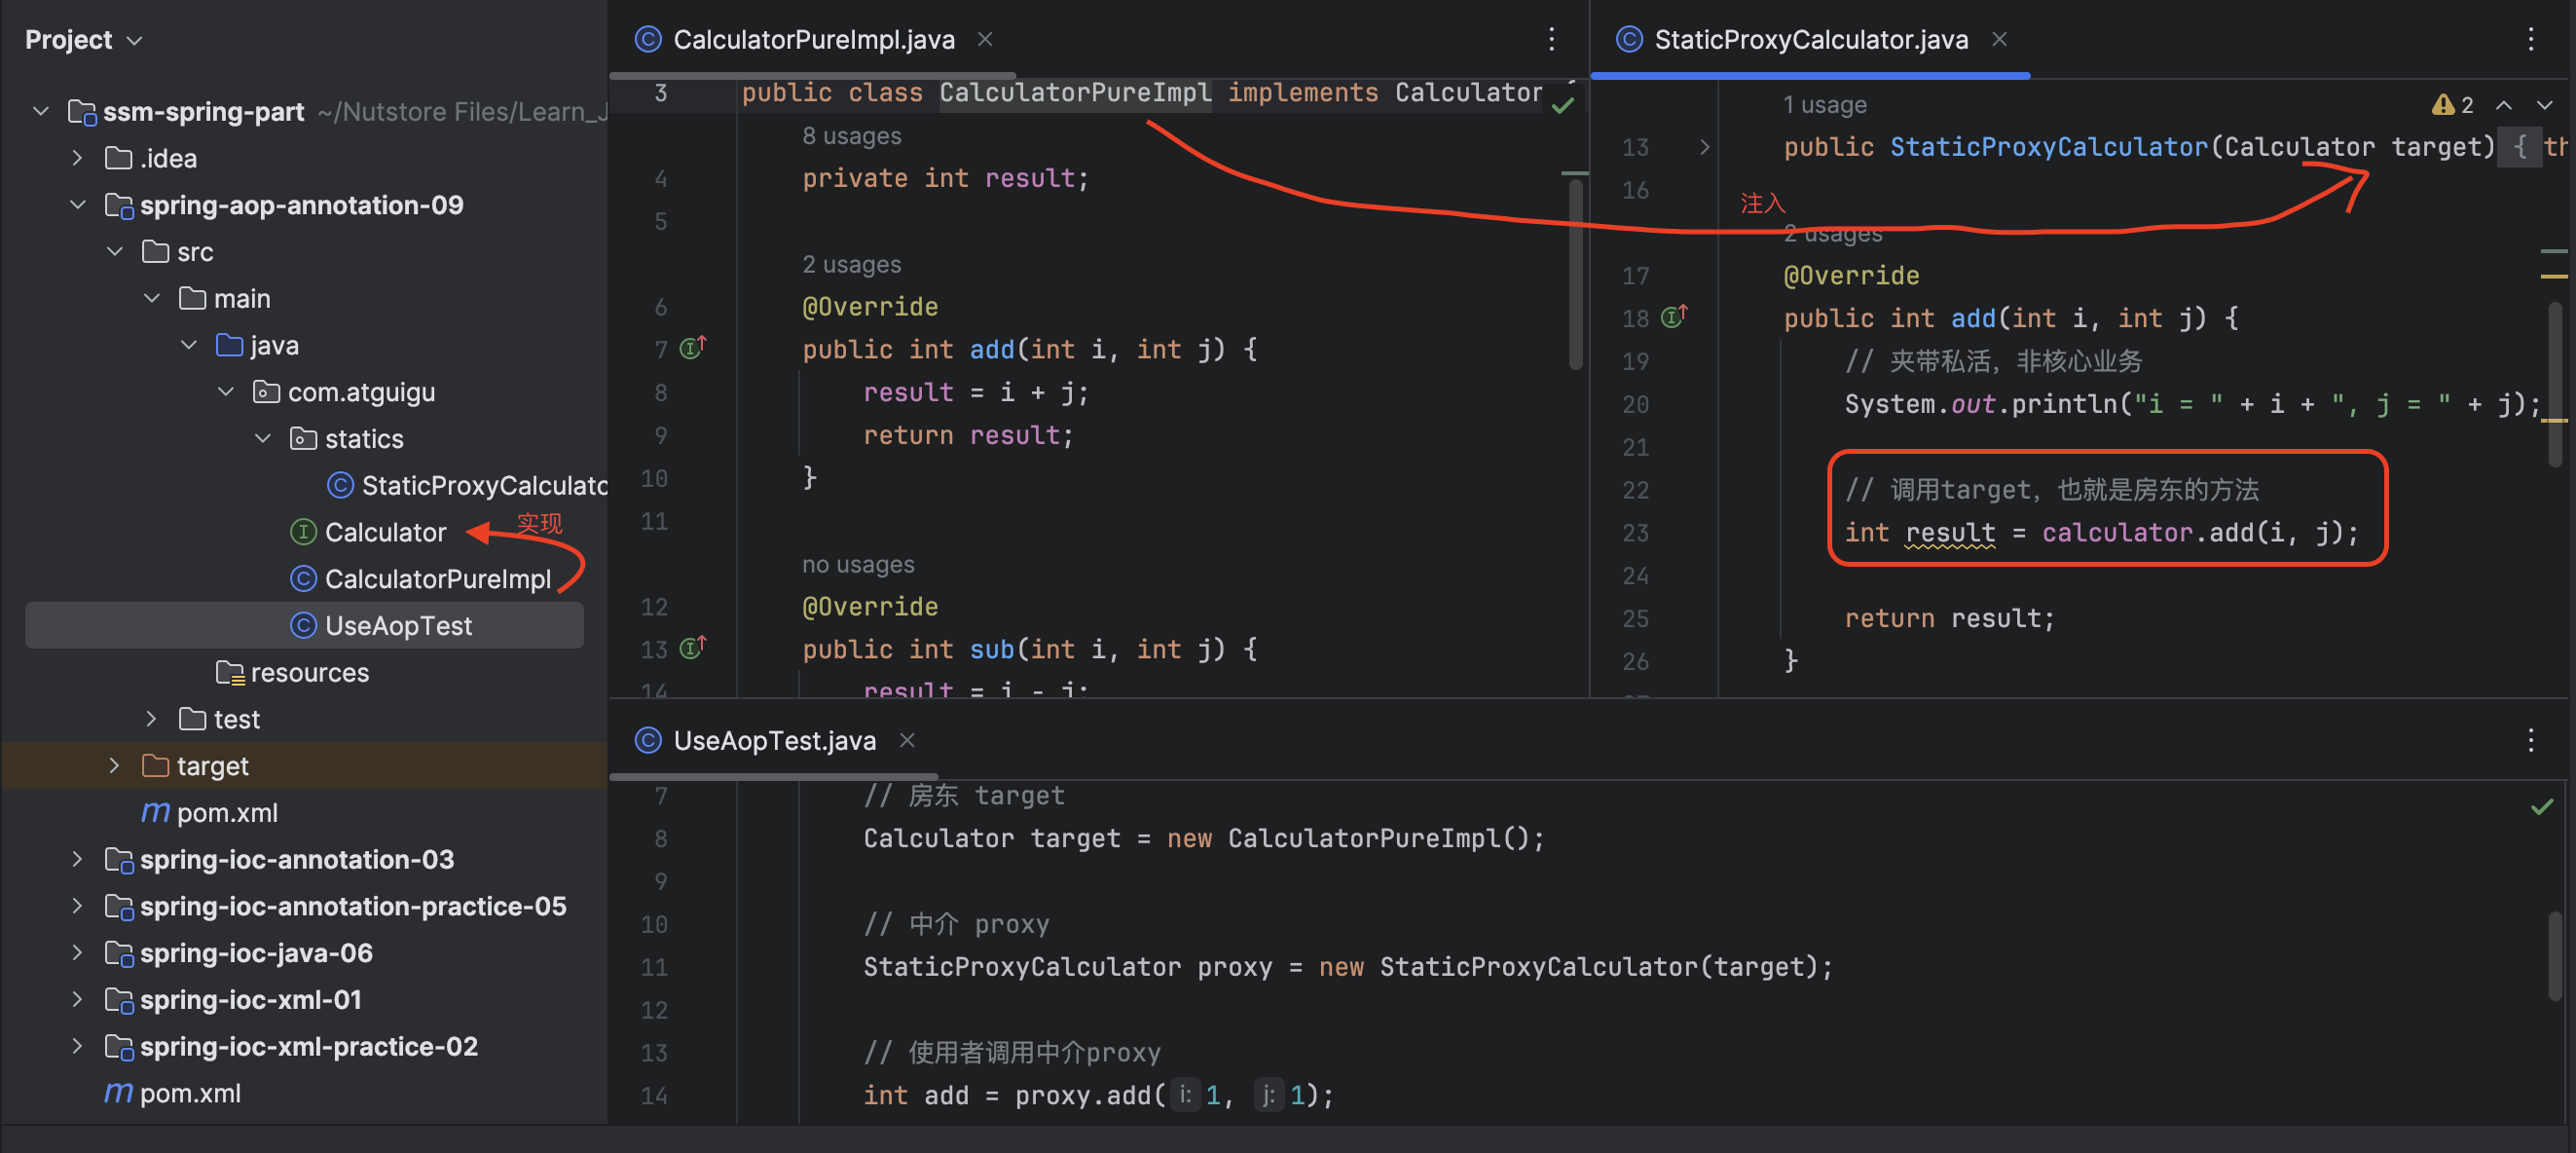 Project
ssm-spring-part ~/Nutstore Files/Learn_J
.idea
spring-aop-annotation-09
src
main
java
com.atguigu
statics
StaticProxyCalculato
Calculator
实现
CalculatorPureImpl
UseAopTest
resources
test
target
pom.xml
spring-ioc-annotation-03
spring-ioc-annotation-practice-05
spring-ioc-java-06
spring-ioc-xml-01
spring-ioc-xml-practice-02
pom.xml
CalculatorPureImpl.java
3 public class CalculatorPureImpl implements Calculator {
8 usages
4 private int result;
5
2 usages
6 @Override
7 public int add(int i, int j) {
8 result = i + j;
9 return result;
10 }
11
no usages
12 @Override
13 public int sub(int i, int j) {
14 result = i - j;
StaticProxyCalculator.java
1 usage
2
13 public StaticProxyCalculator(Calculator target) { th
16
注入
2 usages
17 @Override
18 public int add(int i, int j) {
19 // 夹带私活，非核心业务
20 System.out.println("i = " + i + ", j = " + j);
21
22 // 调用target，也就是房东的方法
23 int result = calculator.add(i, j);
24
25 return result;
26 }
UseAopTest.java
7 // 房东 target
8 Calculator target = new CalculatorPureImpl();
9
10 // 中介 proxy
11 StaticProxyCalculator proxy = new StaticProxyCalculator(target);
12
13 // 使用者调用中介proxy
14 int add = proxy.add( i: 1, j: 1);